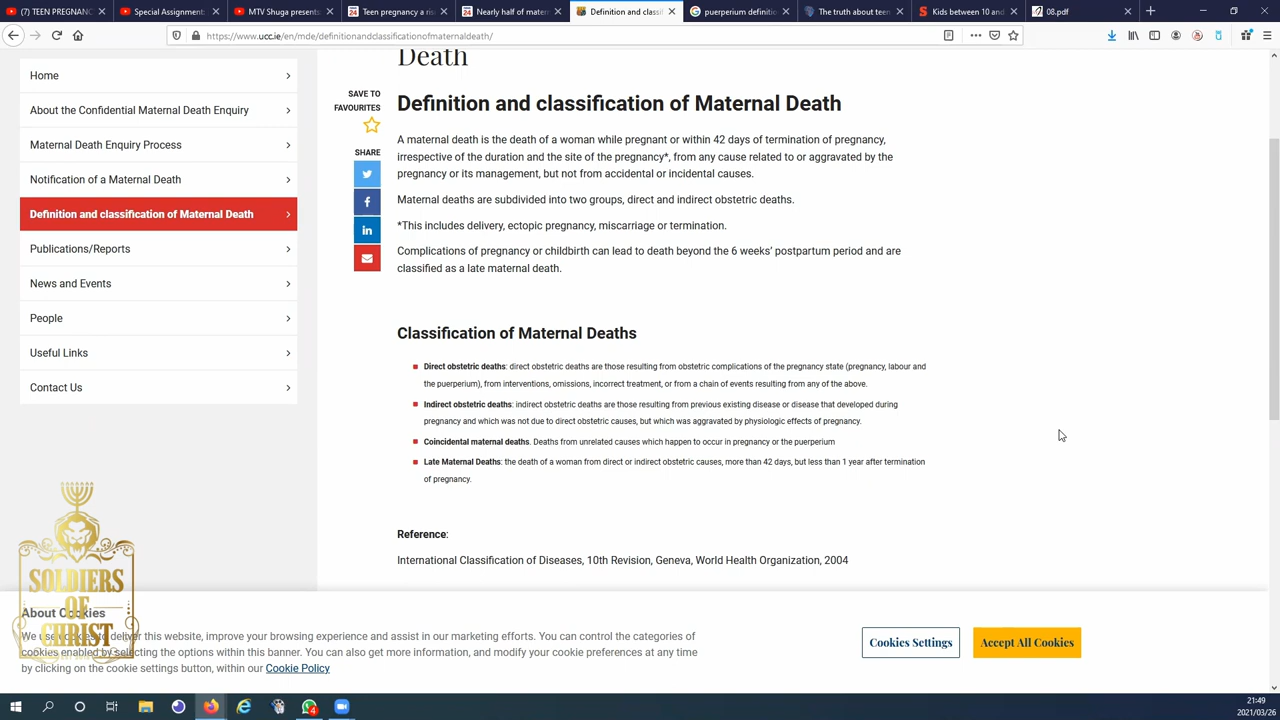 (7) TEEN PREGNANC
Special Assignment:
MTV Shuga presents:
Teen pregnancy a ris
Nearly half of mater
Definition and classifi
puerperium definitio
The truth about teen
Kids between 10 and
08.pdf
https://www.ucc.ie/en/mde/definitionandclassificationofmaternaldeath/
Death
Home
About the Confidential Maternal Death Enquiry
Maternal Death Enquiry Process
Notification of a Maternal Death
Definition and classification of Maternal Death
Publications/Reports
News and Events
People
Useful Links
Contact Us
SAVE TO
FAVOURITES
SHARE
Definition and classification of Maternal Death
A maternal death is the death of a woman while pregnant or within 42 days of termination of pregnancy,
irrespective of the duration and the site of the pregnancy*, from any cause related to or aggravated by the
pregnancy or its management, but not from accidental or incidental causes.
Maternal deaths are subdivided into two groups, direct and indirect obstetric deaths.
*This includes delivery, ectopic pregnancy, miscarriage or termination.
Complications of pregnancy or childbirth can lead to death beyond the 6 weeks' postpartum period and are
classified as a late maternal death.
Classification of Maternal Deaths
Direct obstetric deaths: direct obstetric deaths are those resulting from obstetric complications of the pregnancy state (pregnancy, labour and
the puerperium), from interventions, omissions, incorrect treatment, or from a chain of events resulting from any of the above.
Indirect obstetric deaths: indirect obstetric deaths are those resulting from previous existing disease or disease that developed during
pregnancy and which was not due to direct obstetric causes, but which was aggravated by physiologic effects of pregnancy.
Coincidental maternal deaths. Deaths from unrelated causes which happen to occur in pregnancy or the puerperium
Late Maternal Deaths: the death of a woman from direct or indirect obstetric causes, more than 42 days, but less than 1 year after termination
of pregnancy.
Reference:
International Classification of Diseases, 10th Revision, Geneva, World Health Organization, 2004
SOLDIERS
OF
CHRIST
About Cookies
We use cookies to deliver this website, improve your browsing experience and assist in our marketing efforts. You can control the categories of
cookies enabled by selecting the options within this banner. You can also get more information, and modify your cookie preferences at any time
by clicking on the cookie settings button, within our Cookie Policy
Cookies Settings
Accept All Cookies
4
21:49
2021/03/26